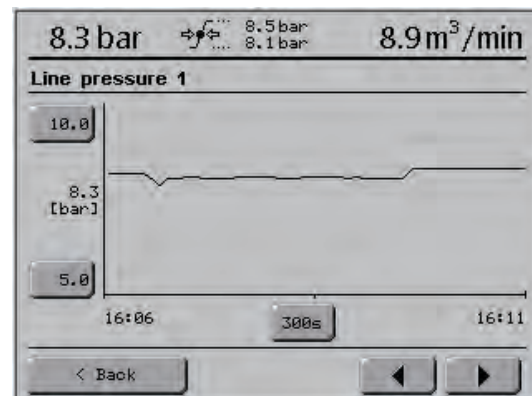 8.3 bar 8.5 bar 8.9 m³/min
8.1 bar
Line pressure 1
10.0
8.3
[bar]
5.0
16:06 300s 16:11
< Back